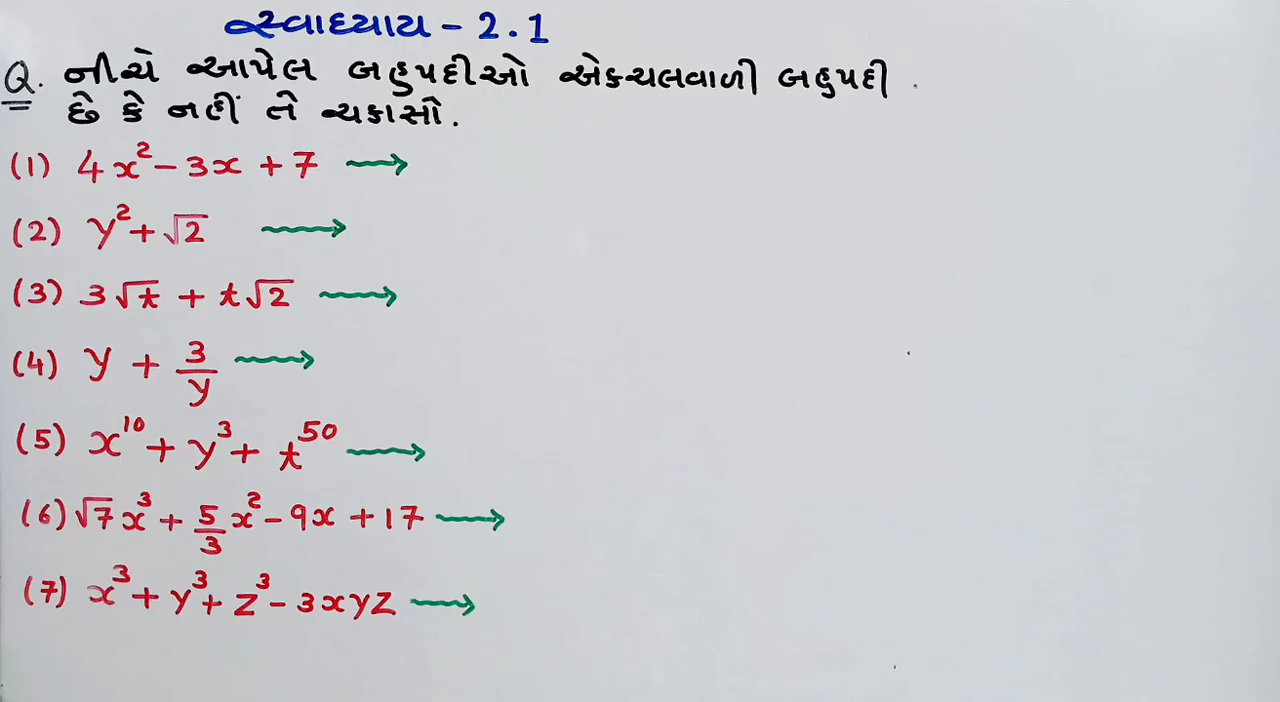 સ્વાધ્યાય - 2.1
Q. નીચે આપેલ બહુપદીઓ એકચલવાળી બહુપદી
છે કે નહીં તે ચકાસો.
(1) 4x² - 3x + 7 →
(2) y² + √2 →
(3) 3√t + t√2 →
(4) y + 3/y →
(5) x¹⁰ + y³ + t⁵⁰ →
(6) √7x³ + 5/3x² - 9x + 17 →
(7) x³ + y³ + z³ - 3xyz →